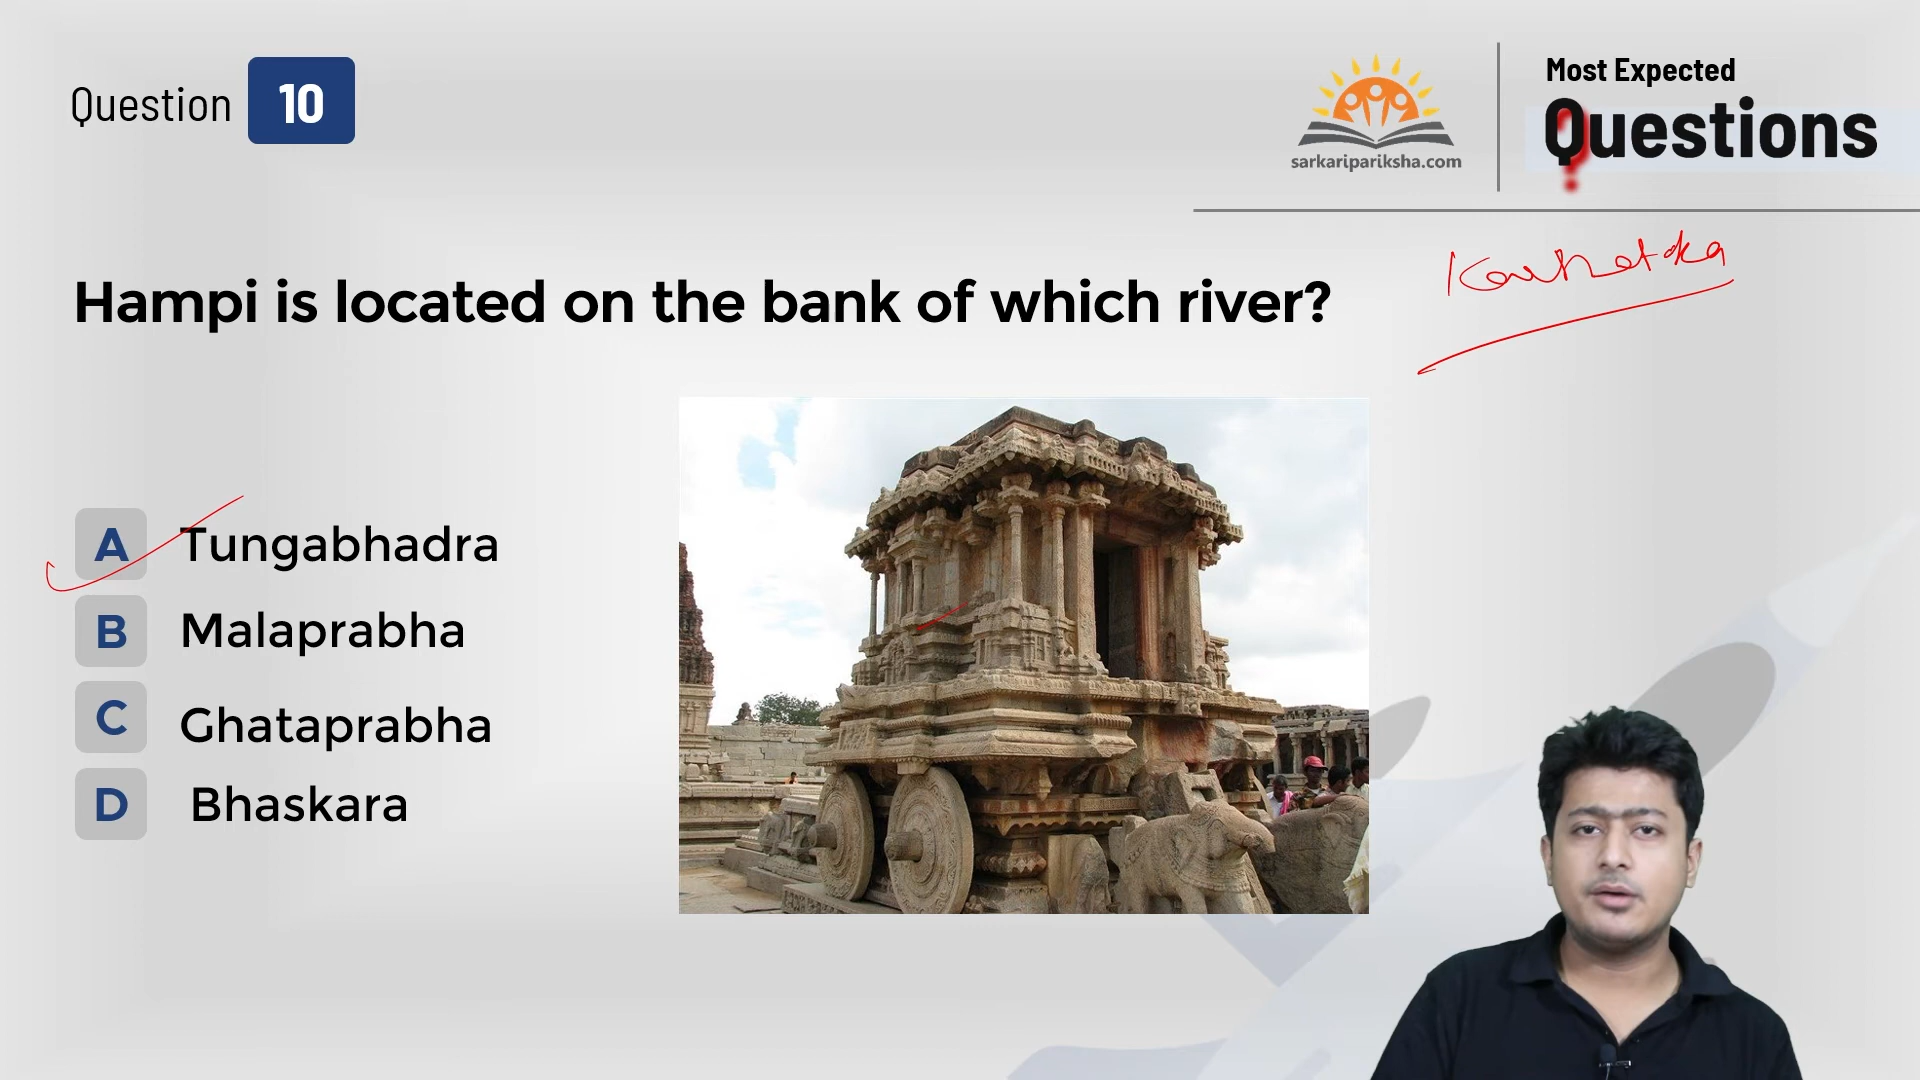 Question 10
sarkaripariksha.com
Most Expected
Questions
Karnataka
Hampi is located on the bank of which river?
A Tungabhadra
B Malaprabha
C Ghataprabha
D Bhaskara